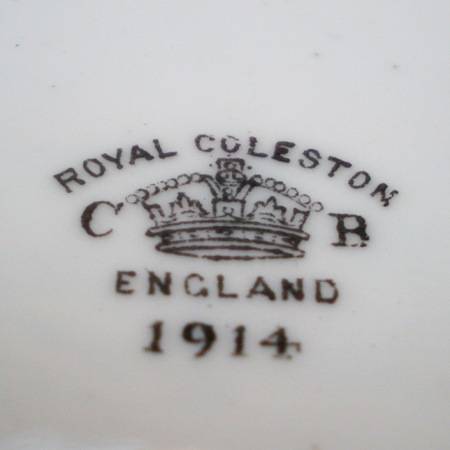 ROYAL COLESTON
C B
ENGLAND
1914